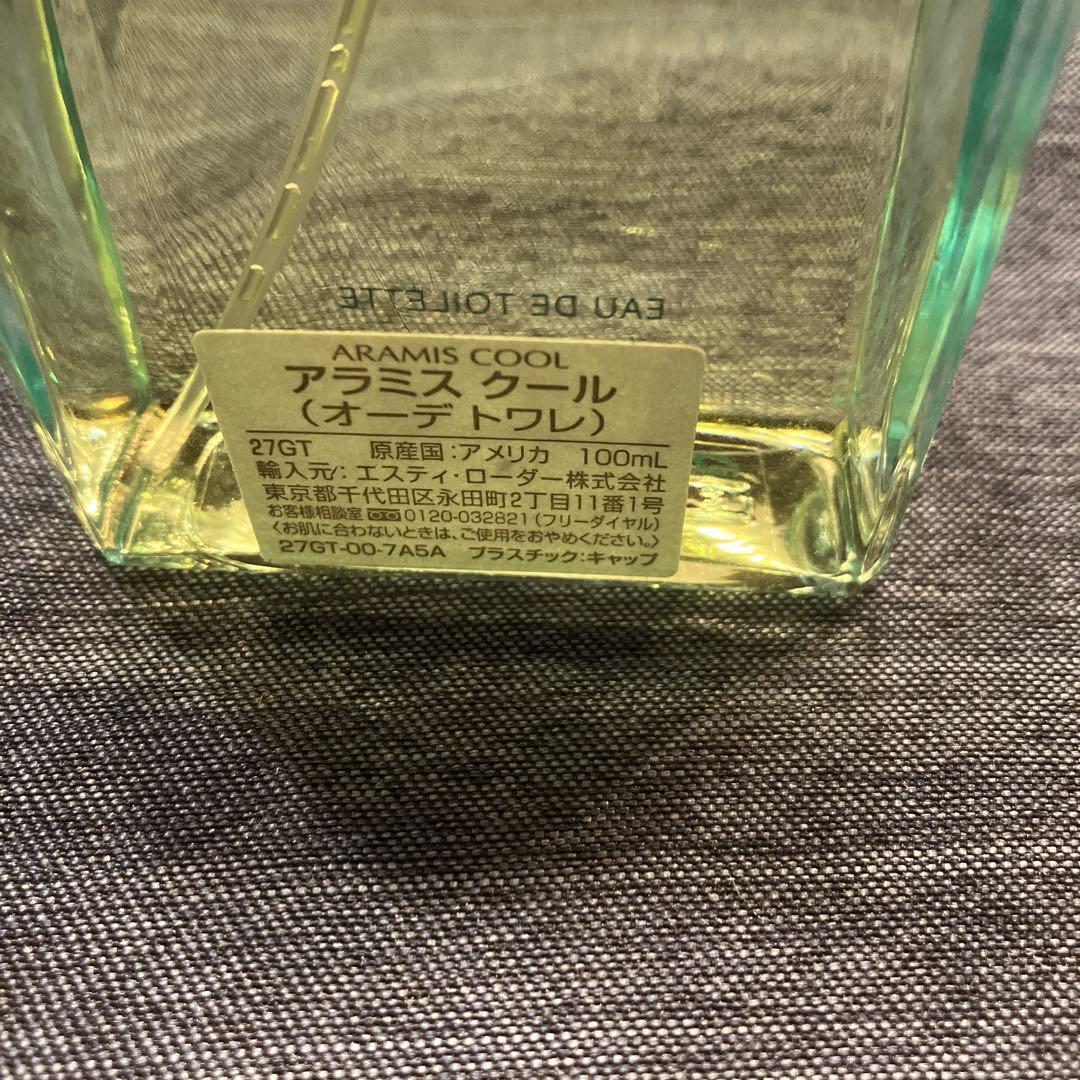 EAU DE TOILETTE
ARAMIS COOL
アラミス クール
(オーデ トワレ)
27GT 原産国:アメリカ 100mL
輸入元/: エスティ・ローダー株式会社
東京都千代田区永田町2丁目11番1号
お客様相談室 0120-032821(フリーダイヤル)
〈お肌に合わないときは、ご使用をおやめください。〉
27GT-00-7A5A プラスチック:キャップ